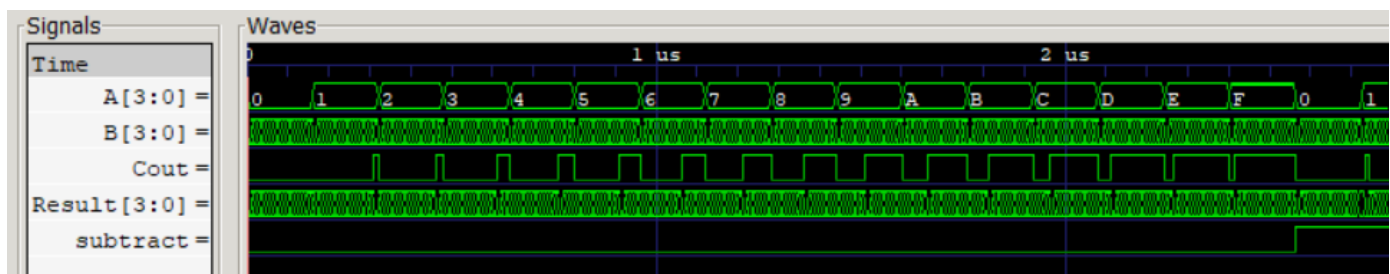 Signals
Waves
Time
0
1 us
2 us
A[3:0] =
0 1 2 3 4 5 6 7 8 9 A B C D E F 0 1
B[3:0] =
Cout =
Result[3:0] =
subtract =